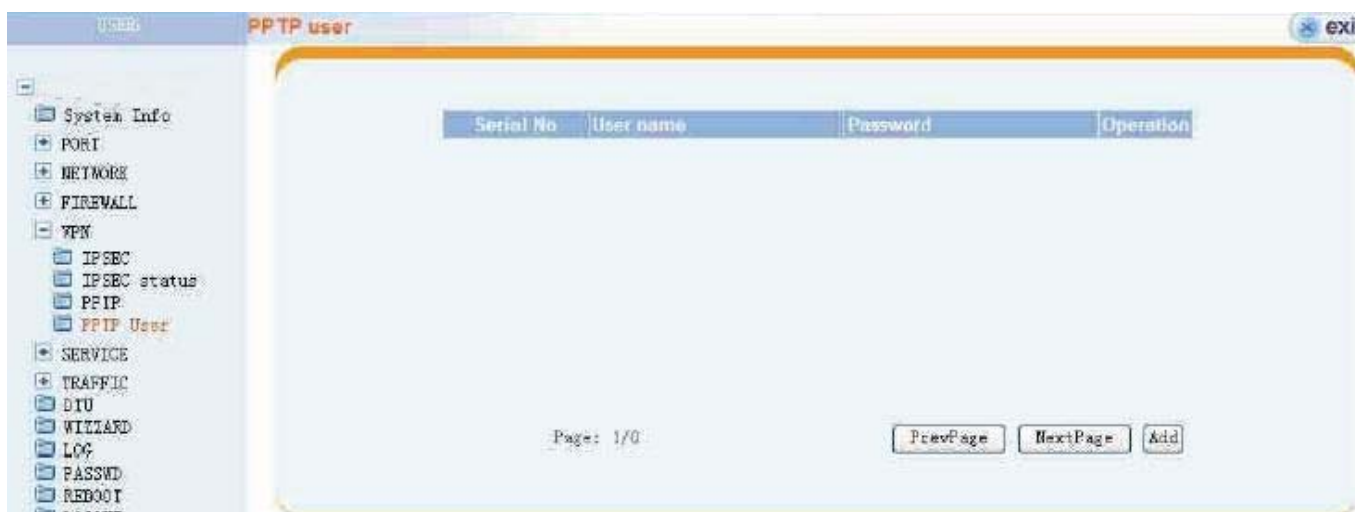 USERS
PPTP user
exi
System Info
PORT
NETWORK
FIREWALL
VPN
IPSEC
IPSEC status
PPTP
PPTP User
SERVICE
TRAFFIC
DTU
WIZZARD
LOG
PASSWD
REBOOT
Serial No User name Password Operation
Page: 1/0 PrevPage NextPage Add